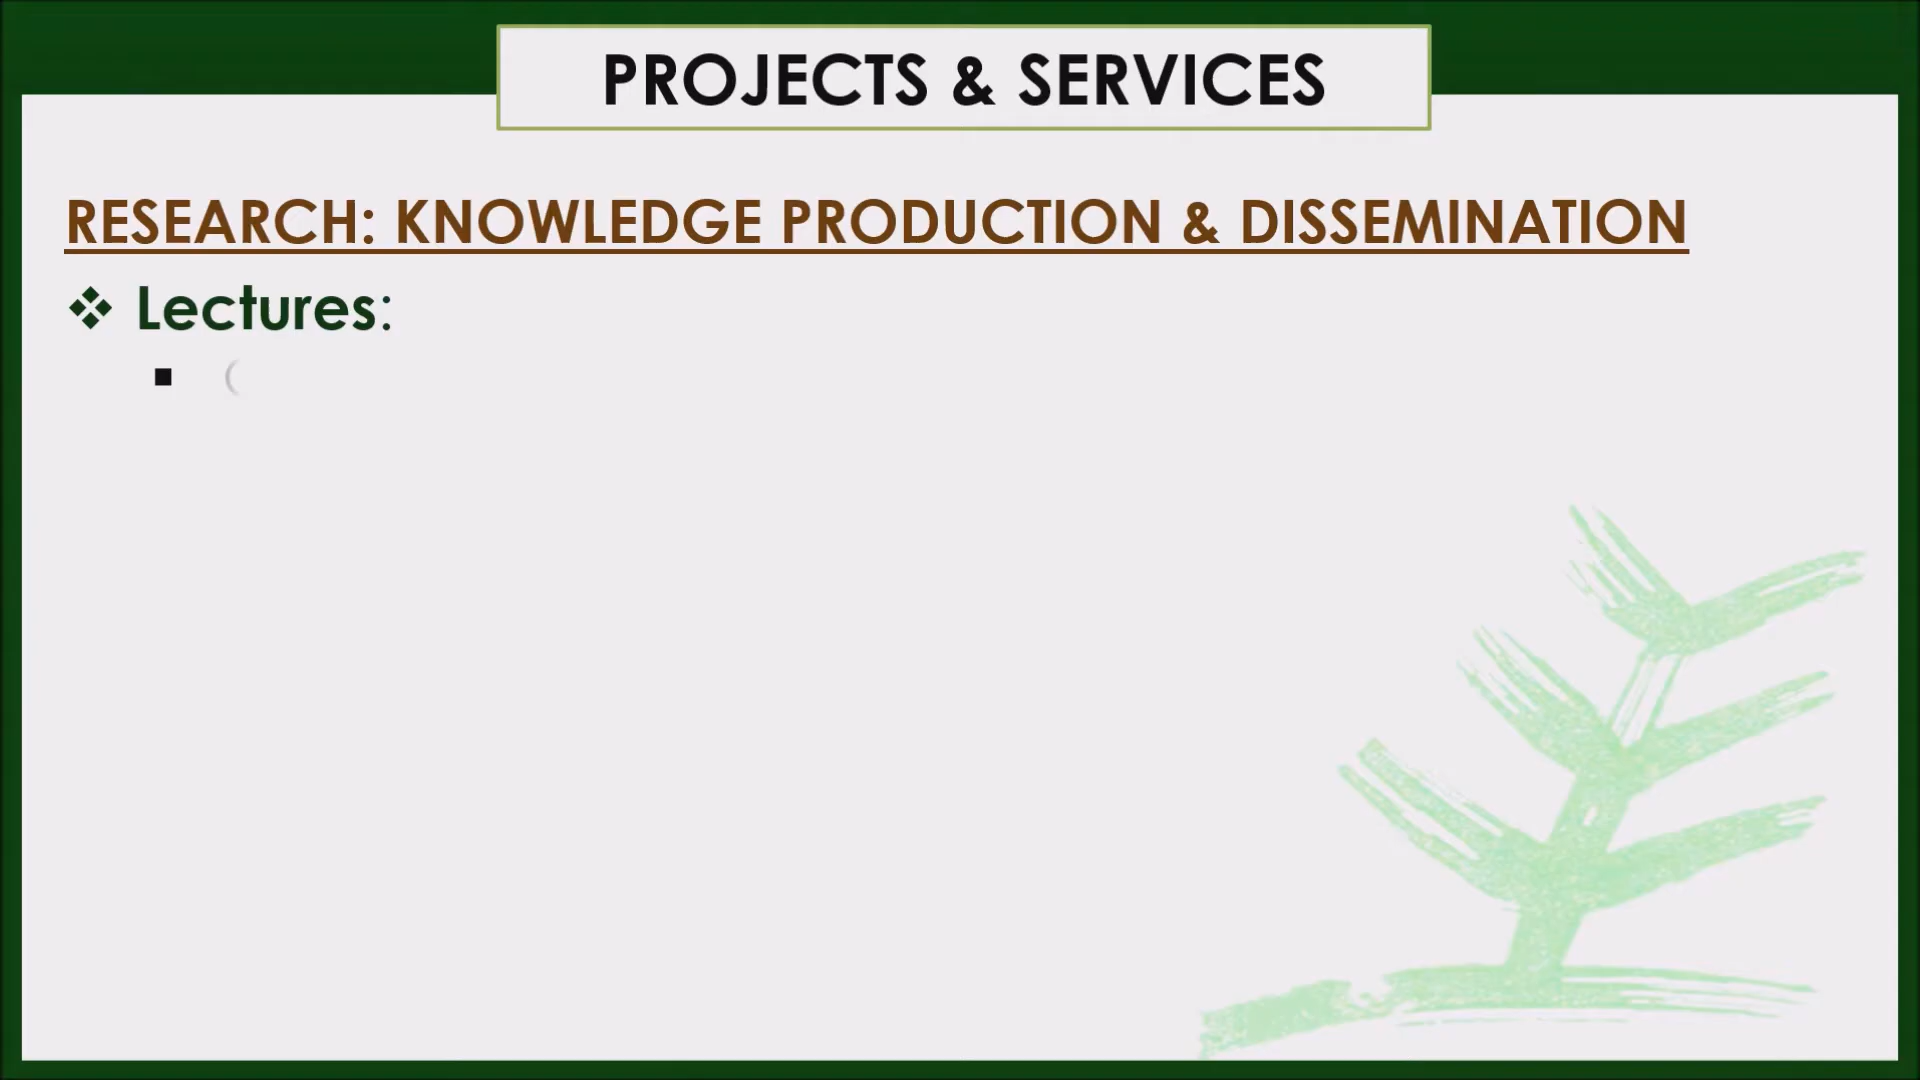 PROJECTS & SERVICES
RESEARCH: KNOWLEDGE PRODUCTION & DISSEMINATION
❖ Lectures:
▪ (